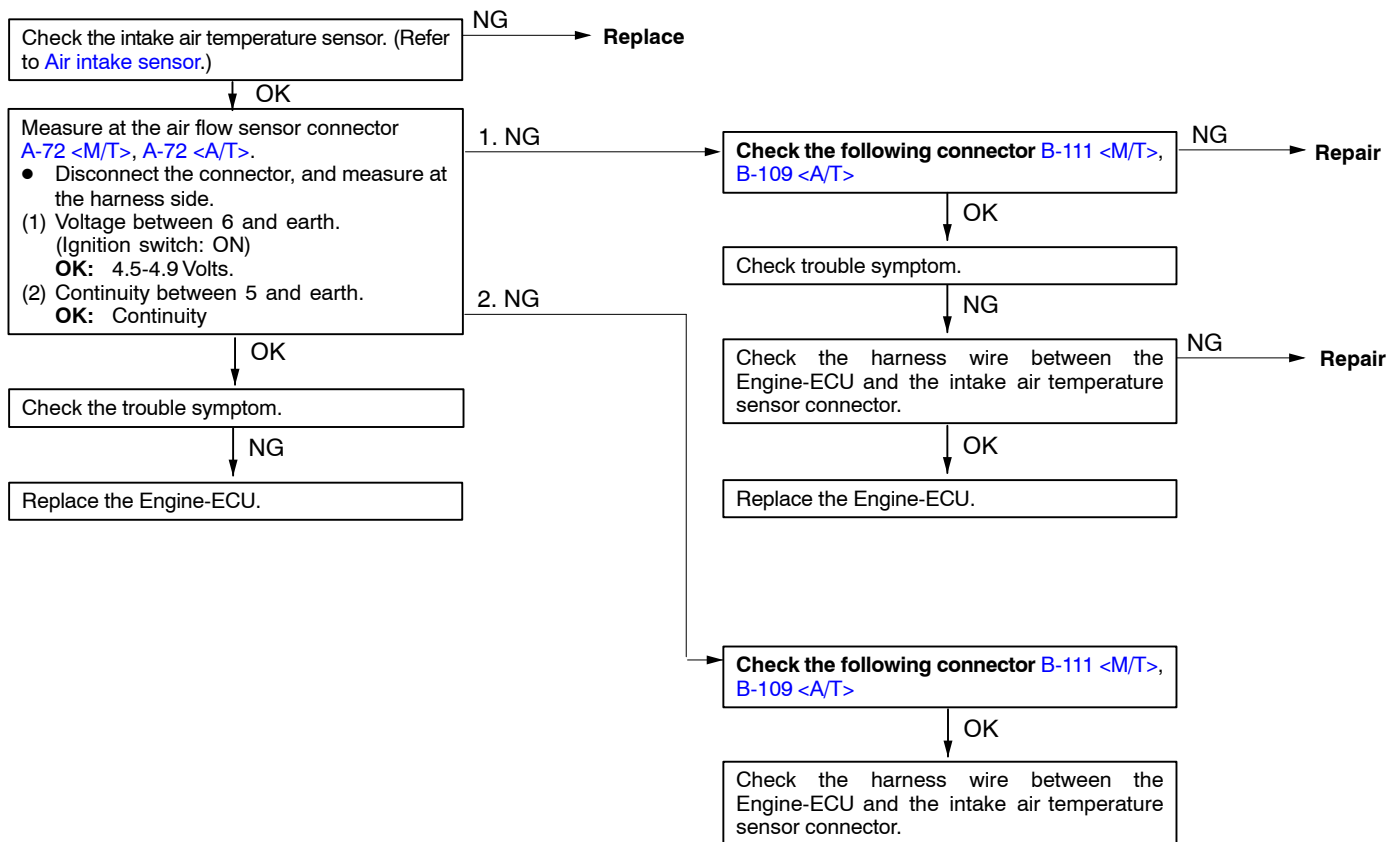 Check the intake air temperature sensor. (Refer
to Air intake sensor.)
NG
Replace
OK
Measure at the air flow sensor connector
A-72 <M/T>, A-72 <A/T>.
● Disconnect the connector, and measure at
the harness side.
(1) Voltage between 6 and earth.
(Ignition switch: ON)
OK: 4.5-4.9 Volts.
(2) Continuity between 5 and earth.
OK: Continuity
OK
Check the trouble symptom.
NG
Replace the Engine-ECU.
1. NG
Check the following connector B-111 <M/T>,
B-109 <A/T>
NG
Repair
OK
Check trouble symptom.
NG
Check the harness wire between the
Engine-ECU and the intake air temperature
sensor connector.
NG
Repair
OK
Replace the Engine-ECU.
2. NG
Check the following connector B-111 <M/T>,
B-109 <A/T>
OK
Check the harness wire between the
Engine-ECU and the intake air temperature
sensor connector.